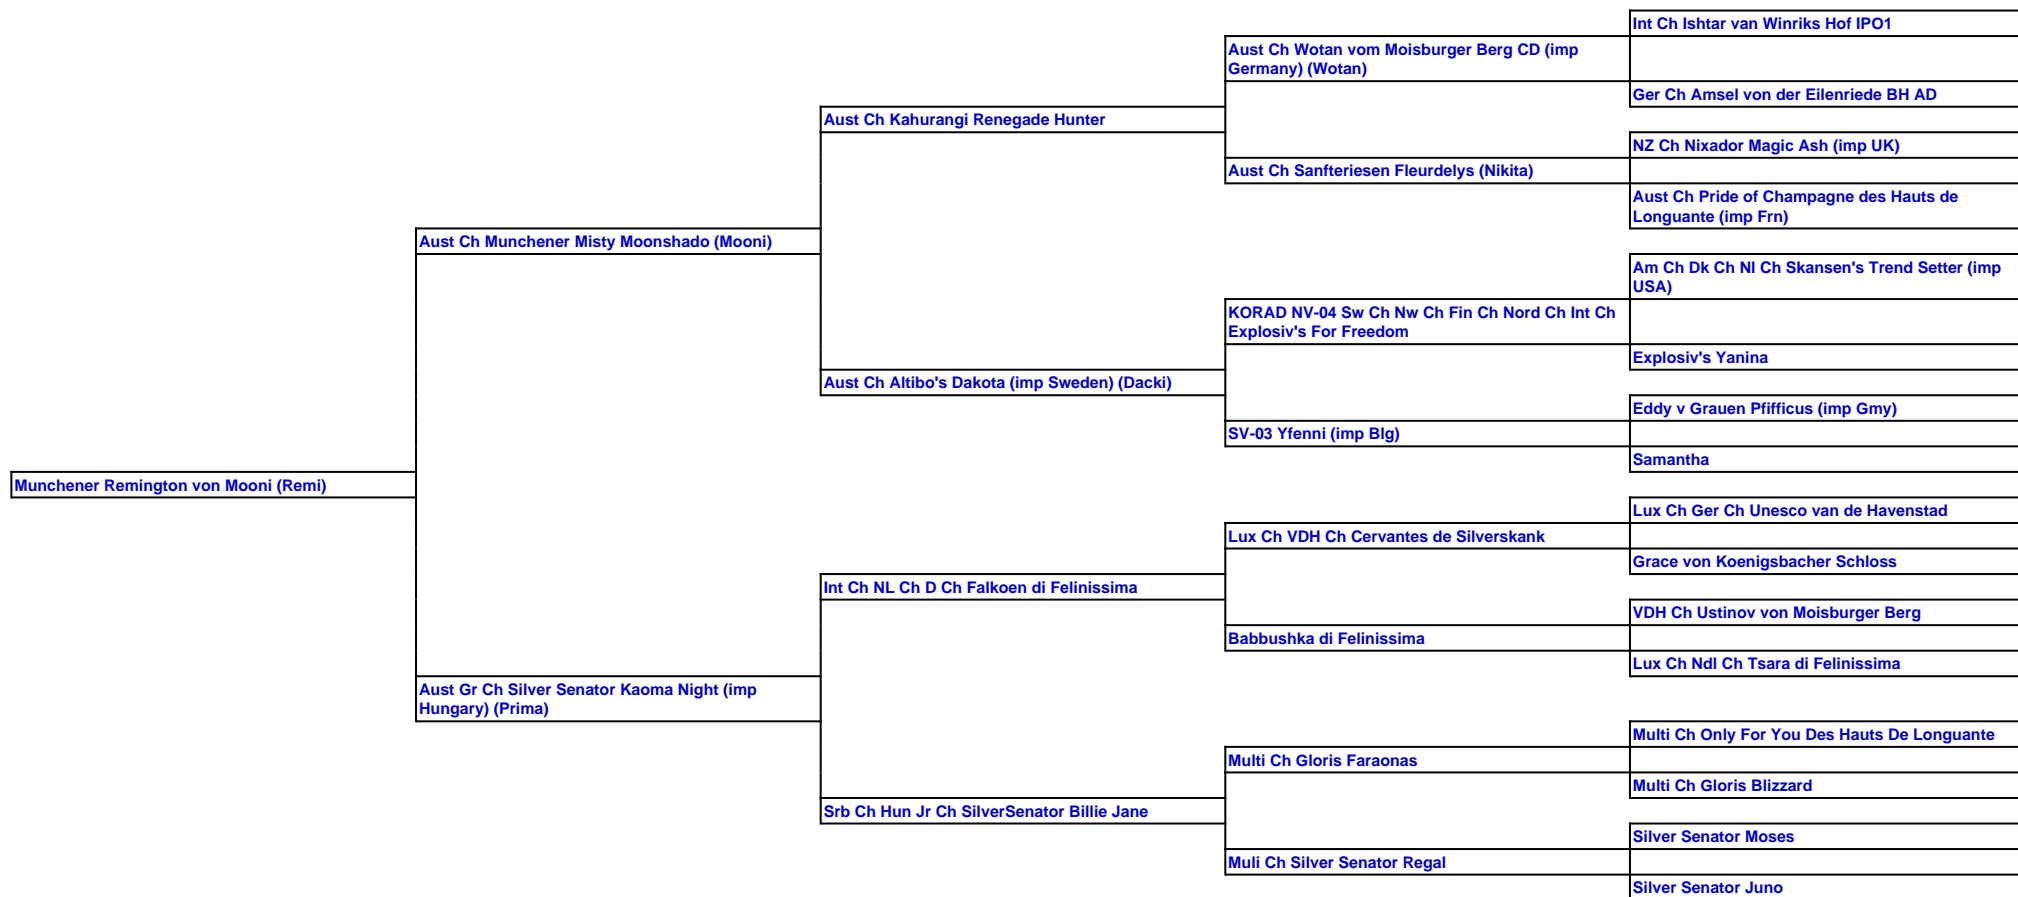 Int Ch Ishtar van Winriks Hof IPO1
Aust Ch Wotan vom Moisburger Berg CD (imp
Germany) (Wotan)
Ger Ch Amsel von der Eilenriede BH AD
Aust Ch Kahurangi Renegade Hunter
NZ Ch Nixador Magic Ash (imp UK)
Aust Ch Sanfteriesen Fleurdelys (Nikita)
Aust Ch Pride of Champagne des Hauts de
Longuante (imp Frn)
Aust Ch Munchener Misty Moonshado (Mooni)
Am Ch Dk Ch Nl Ch Skansen's Trend Setter (imp
USA)
KORAD NV-04 Sw Ch Nw Ch Fin Ch Nord Ch Int Ch
Explosiv's For Freedom
Explosiv's Yanina
Aust Ch Altibo's Dakota (imp Sweden) (Dacki)
Eddy v Grauen Pfifficus (imp Gmy)
SV-03 Yfenni (imp Blg)
Samantha
Munchener Remington von Mooni (Remi)
Lux Ch Ger Ch Unesco van de Havenstad
Lux Ch VDH Ch Cervantes de Silverskank
Grace von Koenigsbacher Schloss
Int Ch NL Ch D Ch Falkoen di Felinissima
VDH Ch Ustinov von Moisburger Berg
Babbushka di Felinissima
Lux Ch Ndl Ch Tsara di Felinissima
Aust Gr Ch Silver Senator Kaoma Night (imp
Hungary) (Prima)
Multi Ch Only For You Des Hauts De Longuante
Multi Ch Gloris Faraonas
Multi Ch Gloris Blizzard
Srb Ch Hun Jr Ch SilverSenator Billie Jane
Silver Senator Moses
Muli Ch Silver Senator Regal
Silver Senator Juno